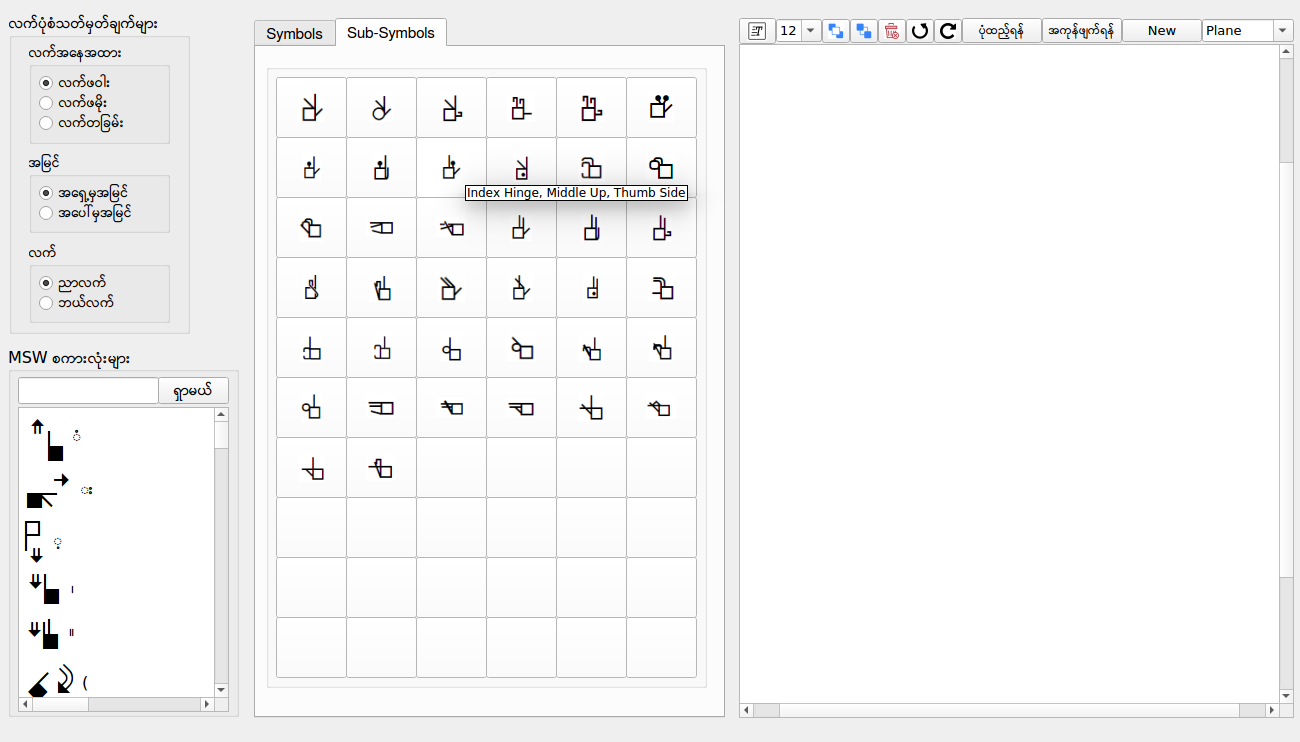 လက်ပုံစံသတ်မှတ်ချက်များ
လက်အနေအထား
လက်ဖဝါး
လက်ဖမိုး
လက်တခြမ်း
အမြင်
အရှေ့မှအမြင်
အပေါ်မှအမြင်
လက်
ညာလက်
ဘယ်လက်
MSW စကားလုံးများ
ရှာမယ်
ံ
း
့
၊
။
(
Symbols
Sub-Symbols
Index Hinge, Middle Up, Thumb Side
12
ပုံထည့်ရန်
အကုန်ဖျက်ရန်
New
Plane